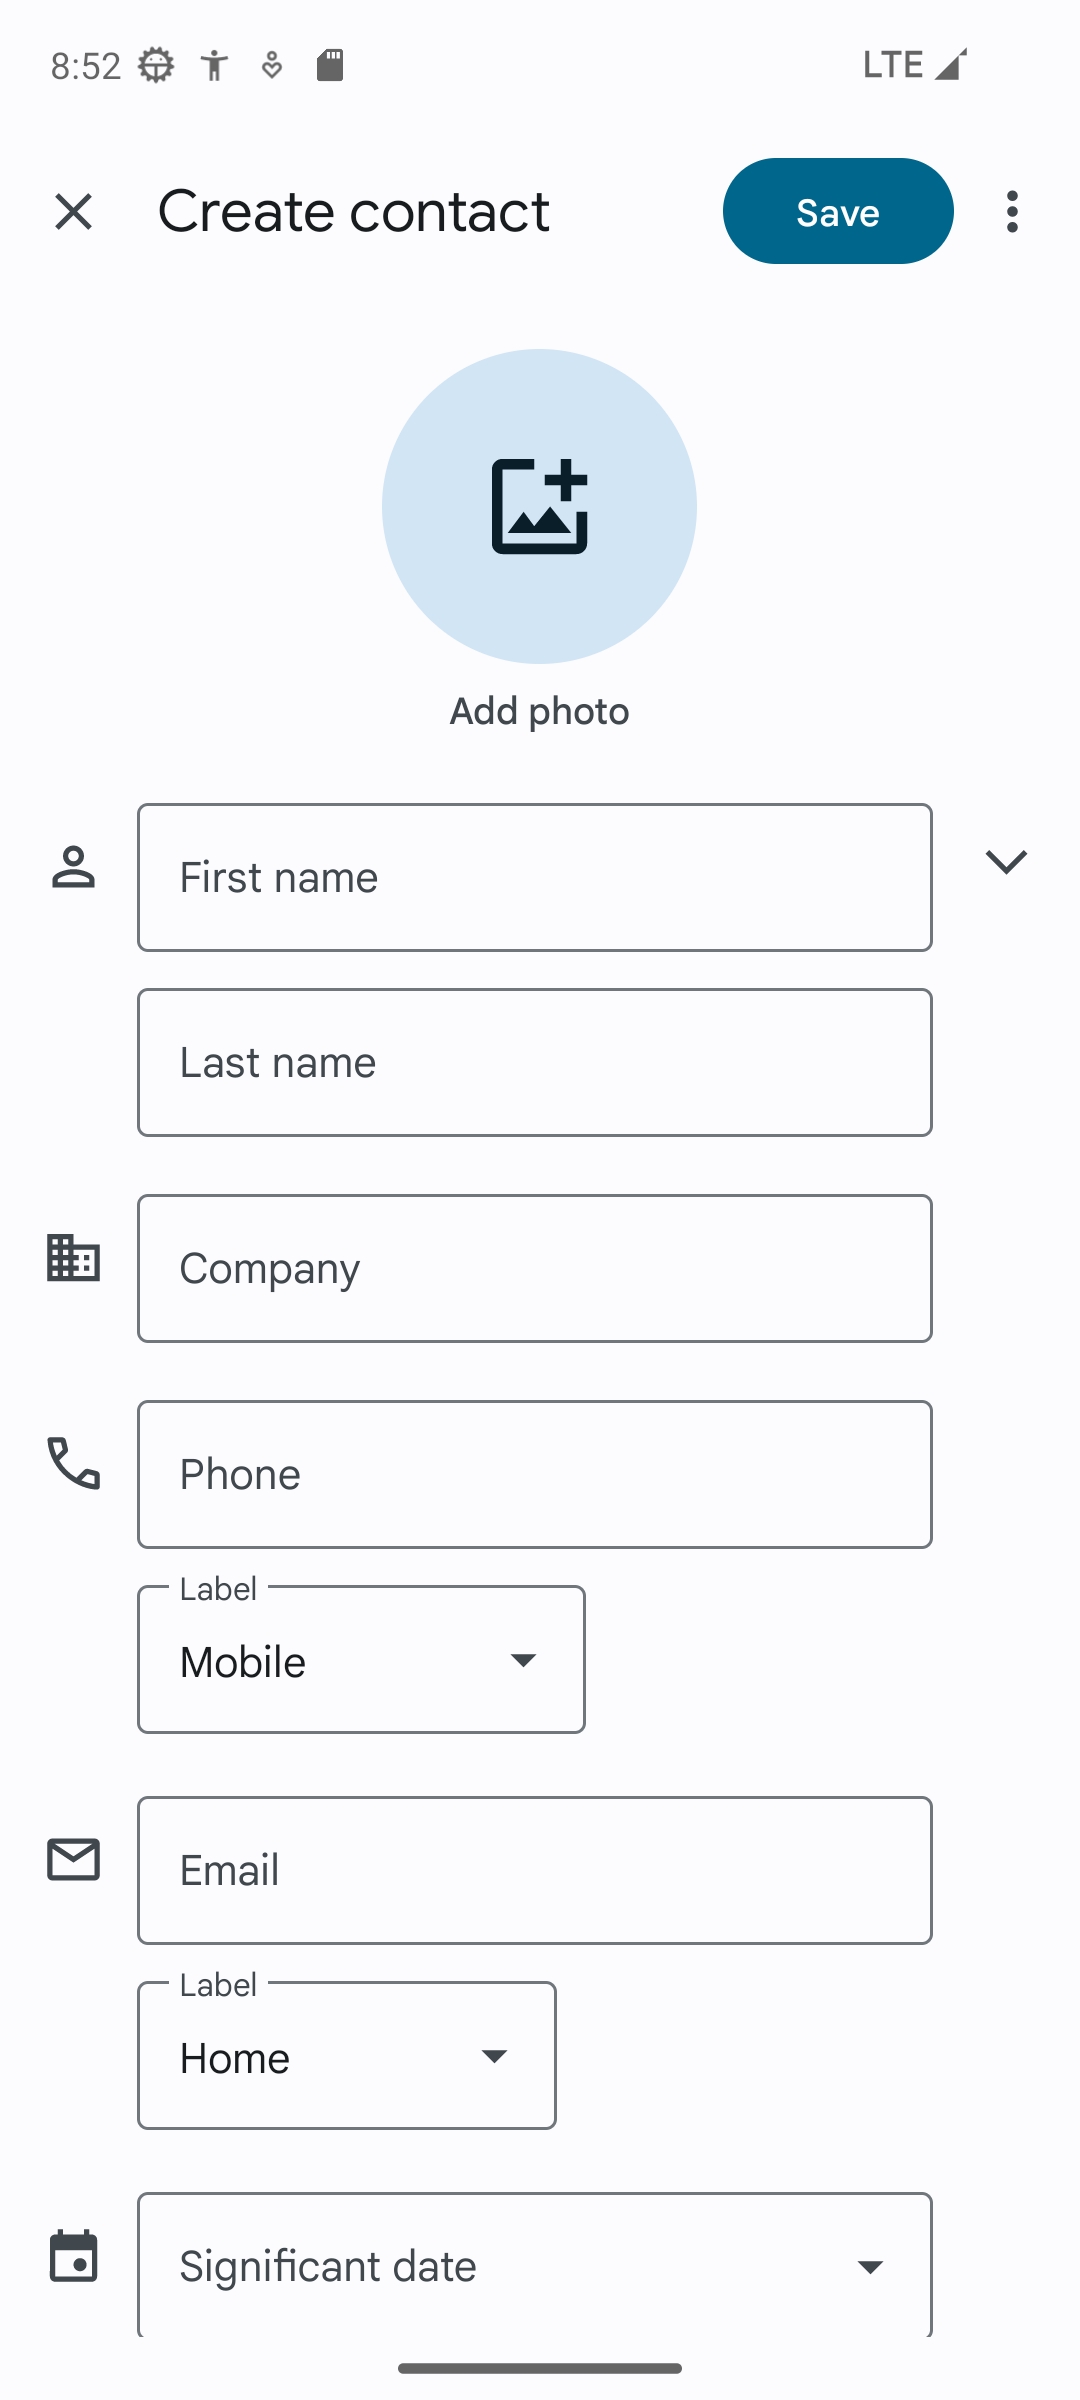 8:52
LTE
Create contact
Save
Add photo
First name
Last name
Company
Phone
Label
Mobile
Email
Label
Home
Significant date